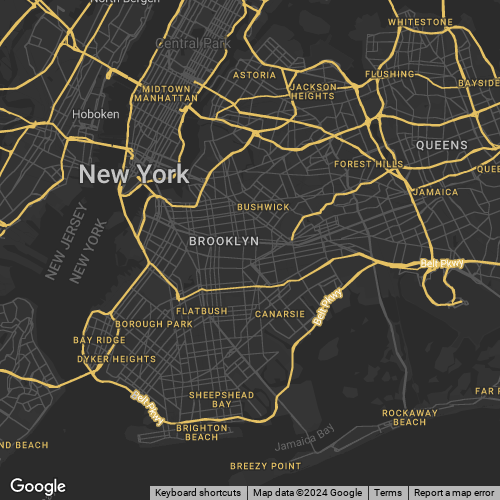 North Bergen
WHITESTONE
Central Park
ASTORIA
FLUSHING
BAYSIDE
MIDTOWN
MANHATTAN
JACKSON
HEIGHTS
Hoboken
QUEENS
FOREST HILLS
QUE
New York
JAMAICA
BUSHWICK
NEW JERSEY
NEW YORK
BROOKLYN
Belt Pkwy
Belt Pkwy
FLATBUSH
CANARSIE
BOROUGH PARK
BAY RIDGE
DYKER HEIGHTS
Belt Pkwy
SHEEPSHEAD
BAY
FAR
ROCKAWAY
BEACH
BRIGHTON
BEACH
Jamaica Bay
ND BEACH
BREEZY POINT
Google
Keyboard shortcuts
Map data ©2024 Google
Terms
Report a map error